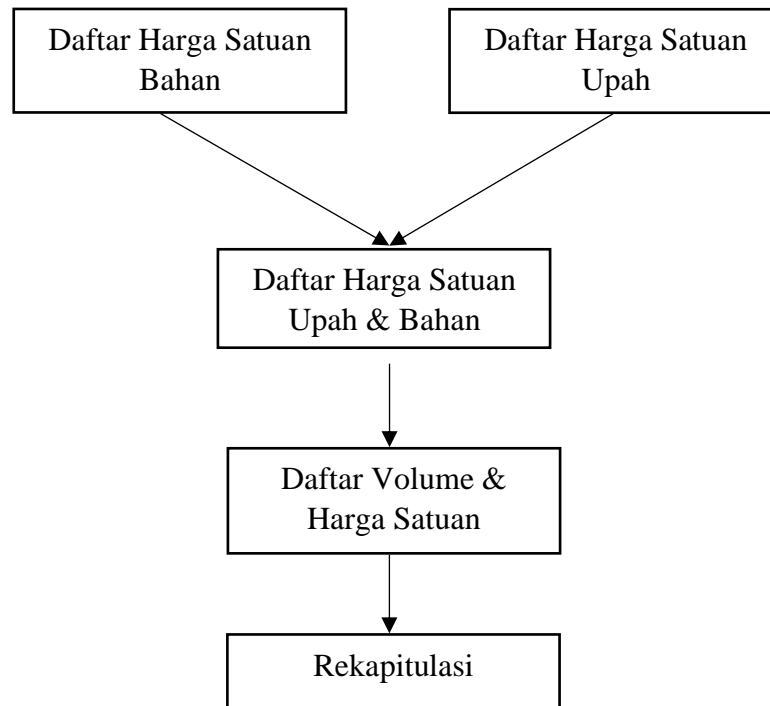 Daftar Harga Satuan
Bahan
Daftar Harga Satuan
Upah
Daftar Harga Satuan
Upah & Bahan
Daftar Volume &
Harga Satuan
Rekapitulasi